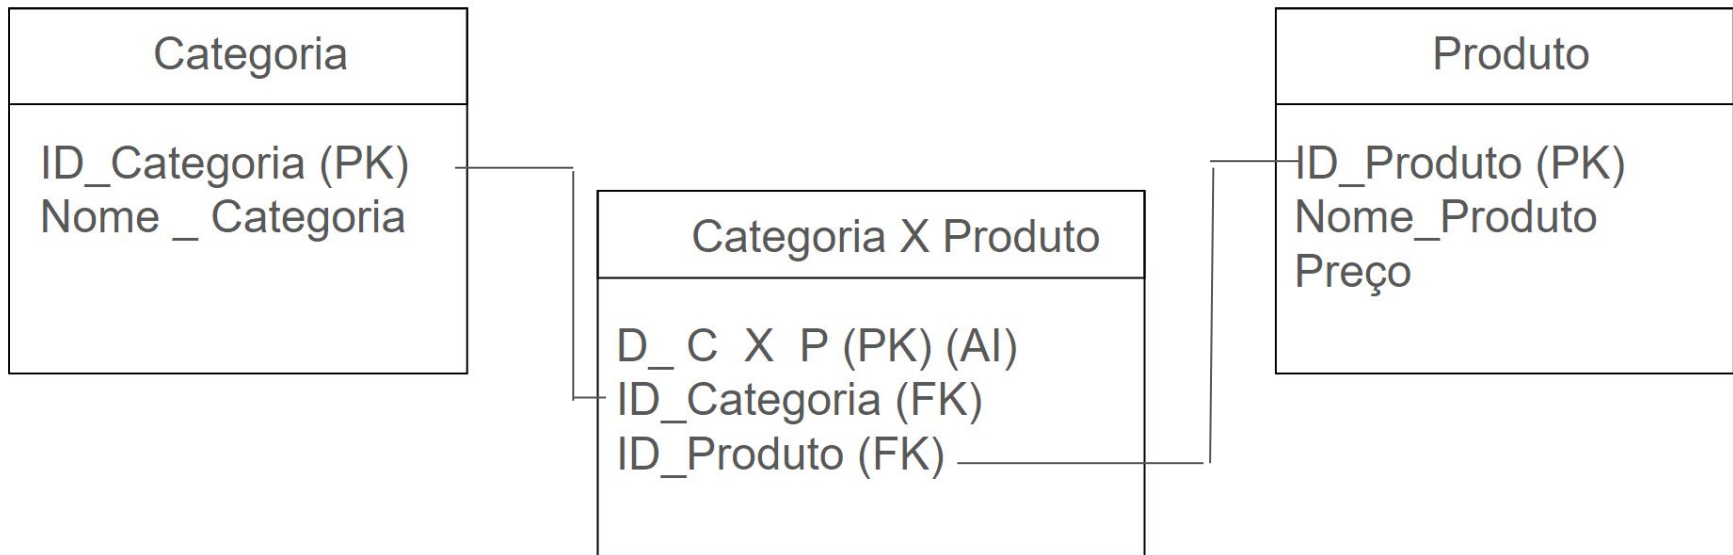 Categoria
ID_Categoria (PK)
Nome _ Categoria
Categoria X Produto
D_ C X P (PK) (AI)
ID_Categoria (FK)
ID_Produto (FK)
Produto
ID_Produto (PK)
Nome_Produto
Preço